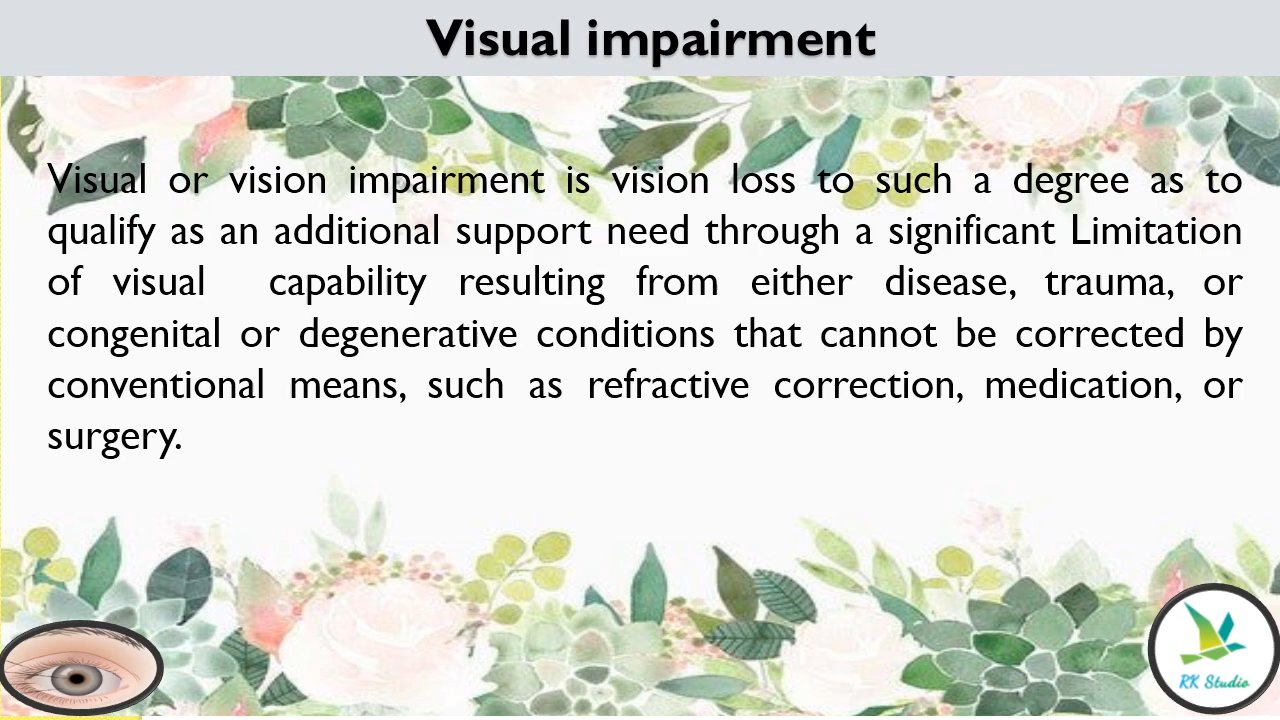 Visual impairment
Visual or vision impairment is vision loss to such a degree as to
qualify as an additional support need through a significant Limitation
of visual capability resulting from either disease, trauma, or
congenital or degenerative conditions that cannot be corrected by
conventional means, such as refractive correction, medication, or
surgery.
RK Studio